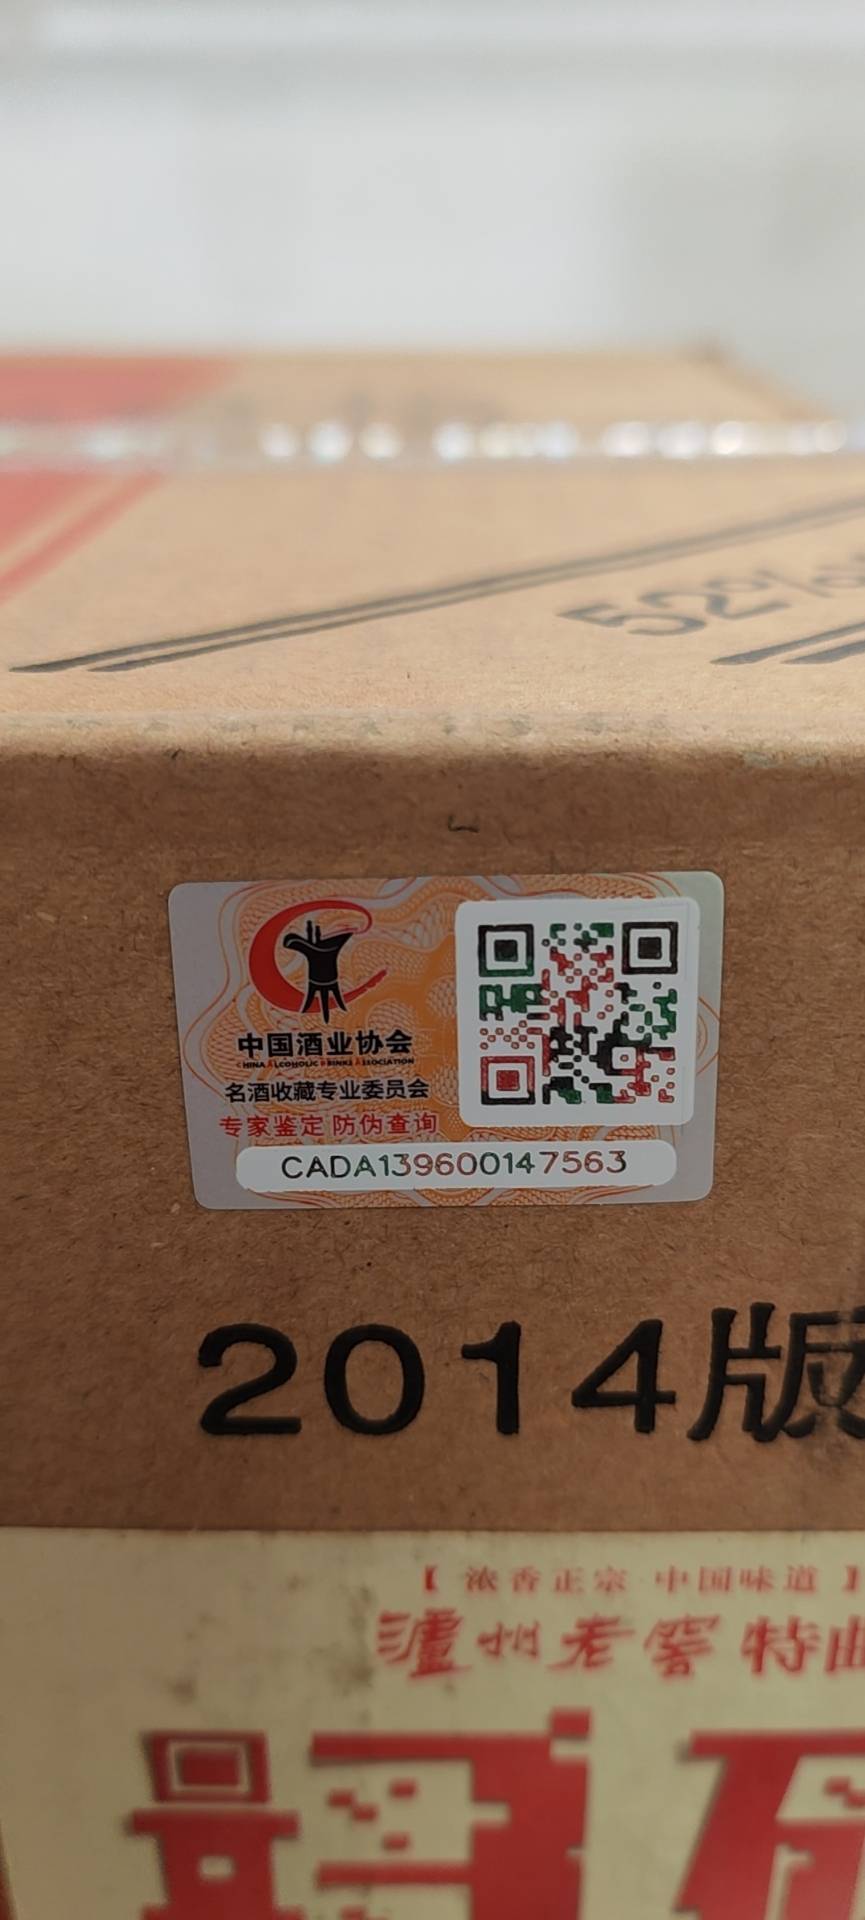 52%
中国酒业协会
CHINA ALCOHOLIC DRINKS ASSOCIATION
名酒收藏专业委员会
专家鉴定 防伪查询
CADA139600147563
2014版
【 浓香正宗 中国味道 】
泸州老窖 特曲